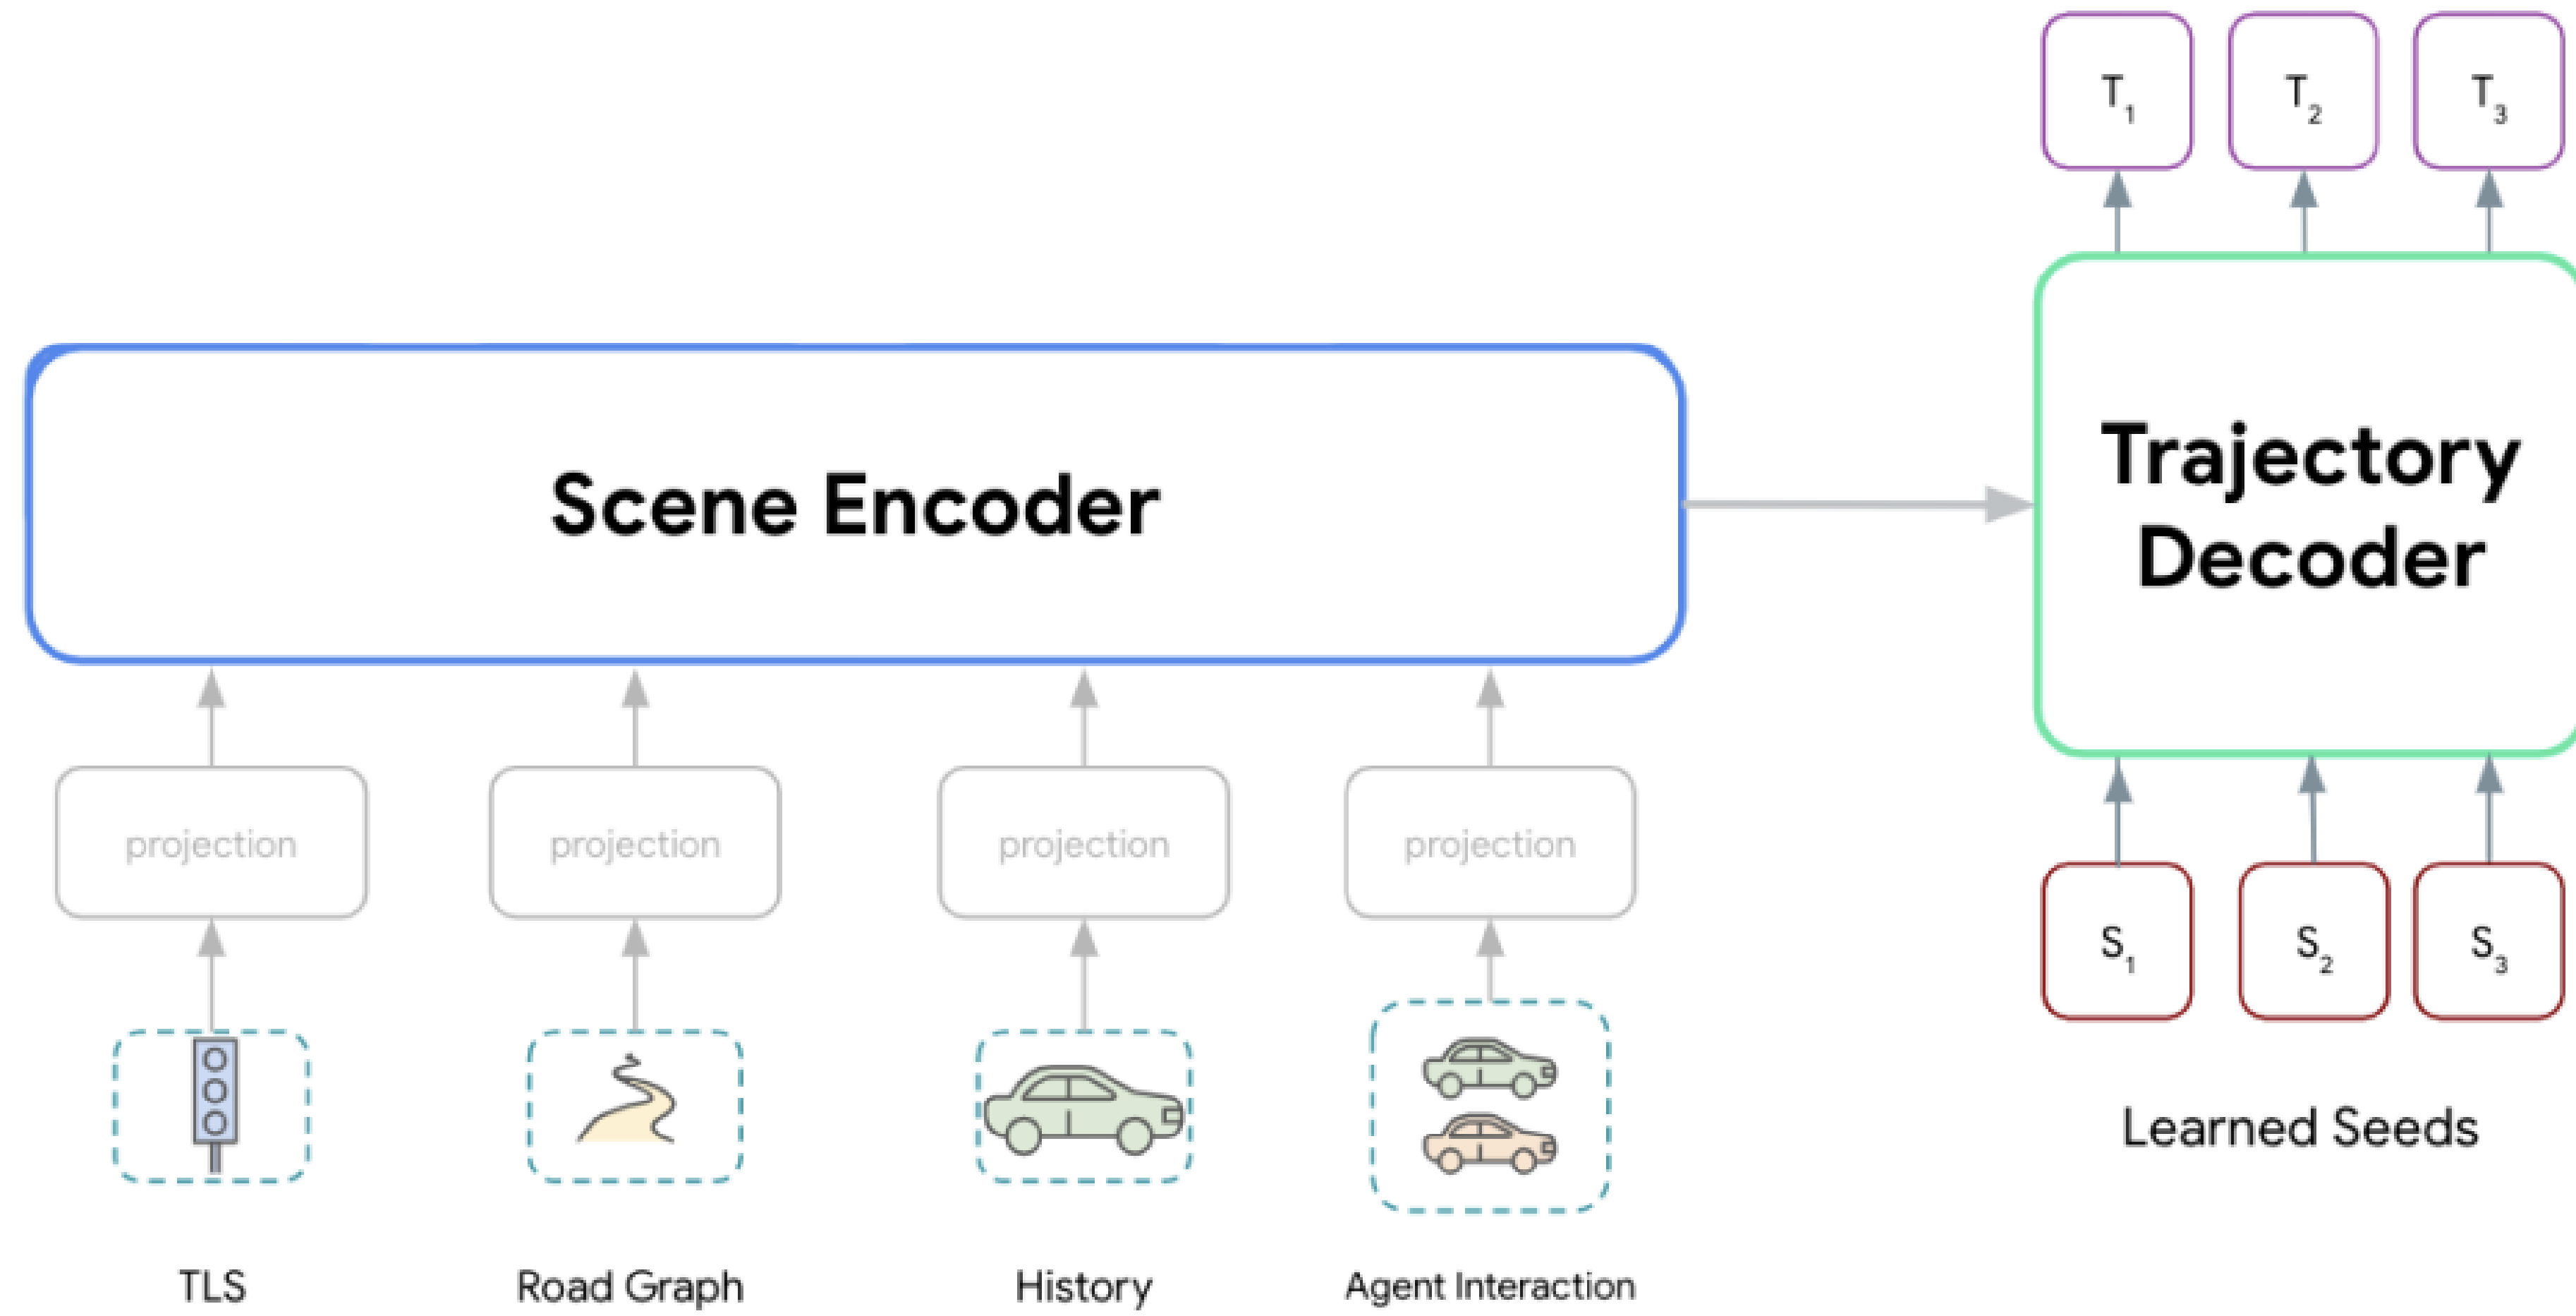 T1 T2 T3
Scene Encoder
Trajectory
Decoder
projection projection projection projection
S1 S2 S3
Learned Seeds
TLS Road Graph History Agent Interaction